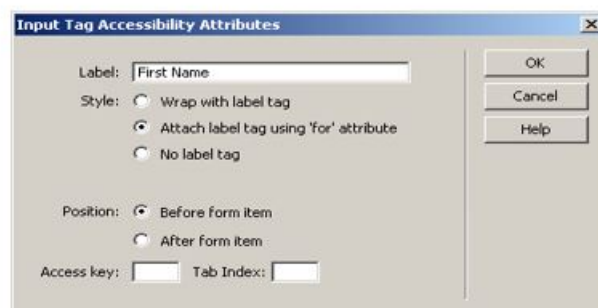 Input Tag Accessibility Attributes
Label: First Name
OK
Style: Wrap with label tag
Cancel
Attach label tag using 'for' attribute
Help
No label tag
Position: Before form item
After form item
Access key: Tab Index: